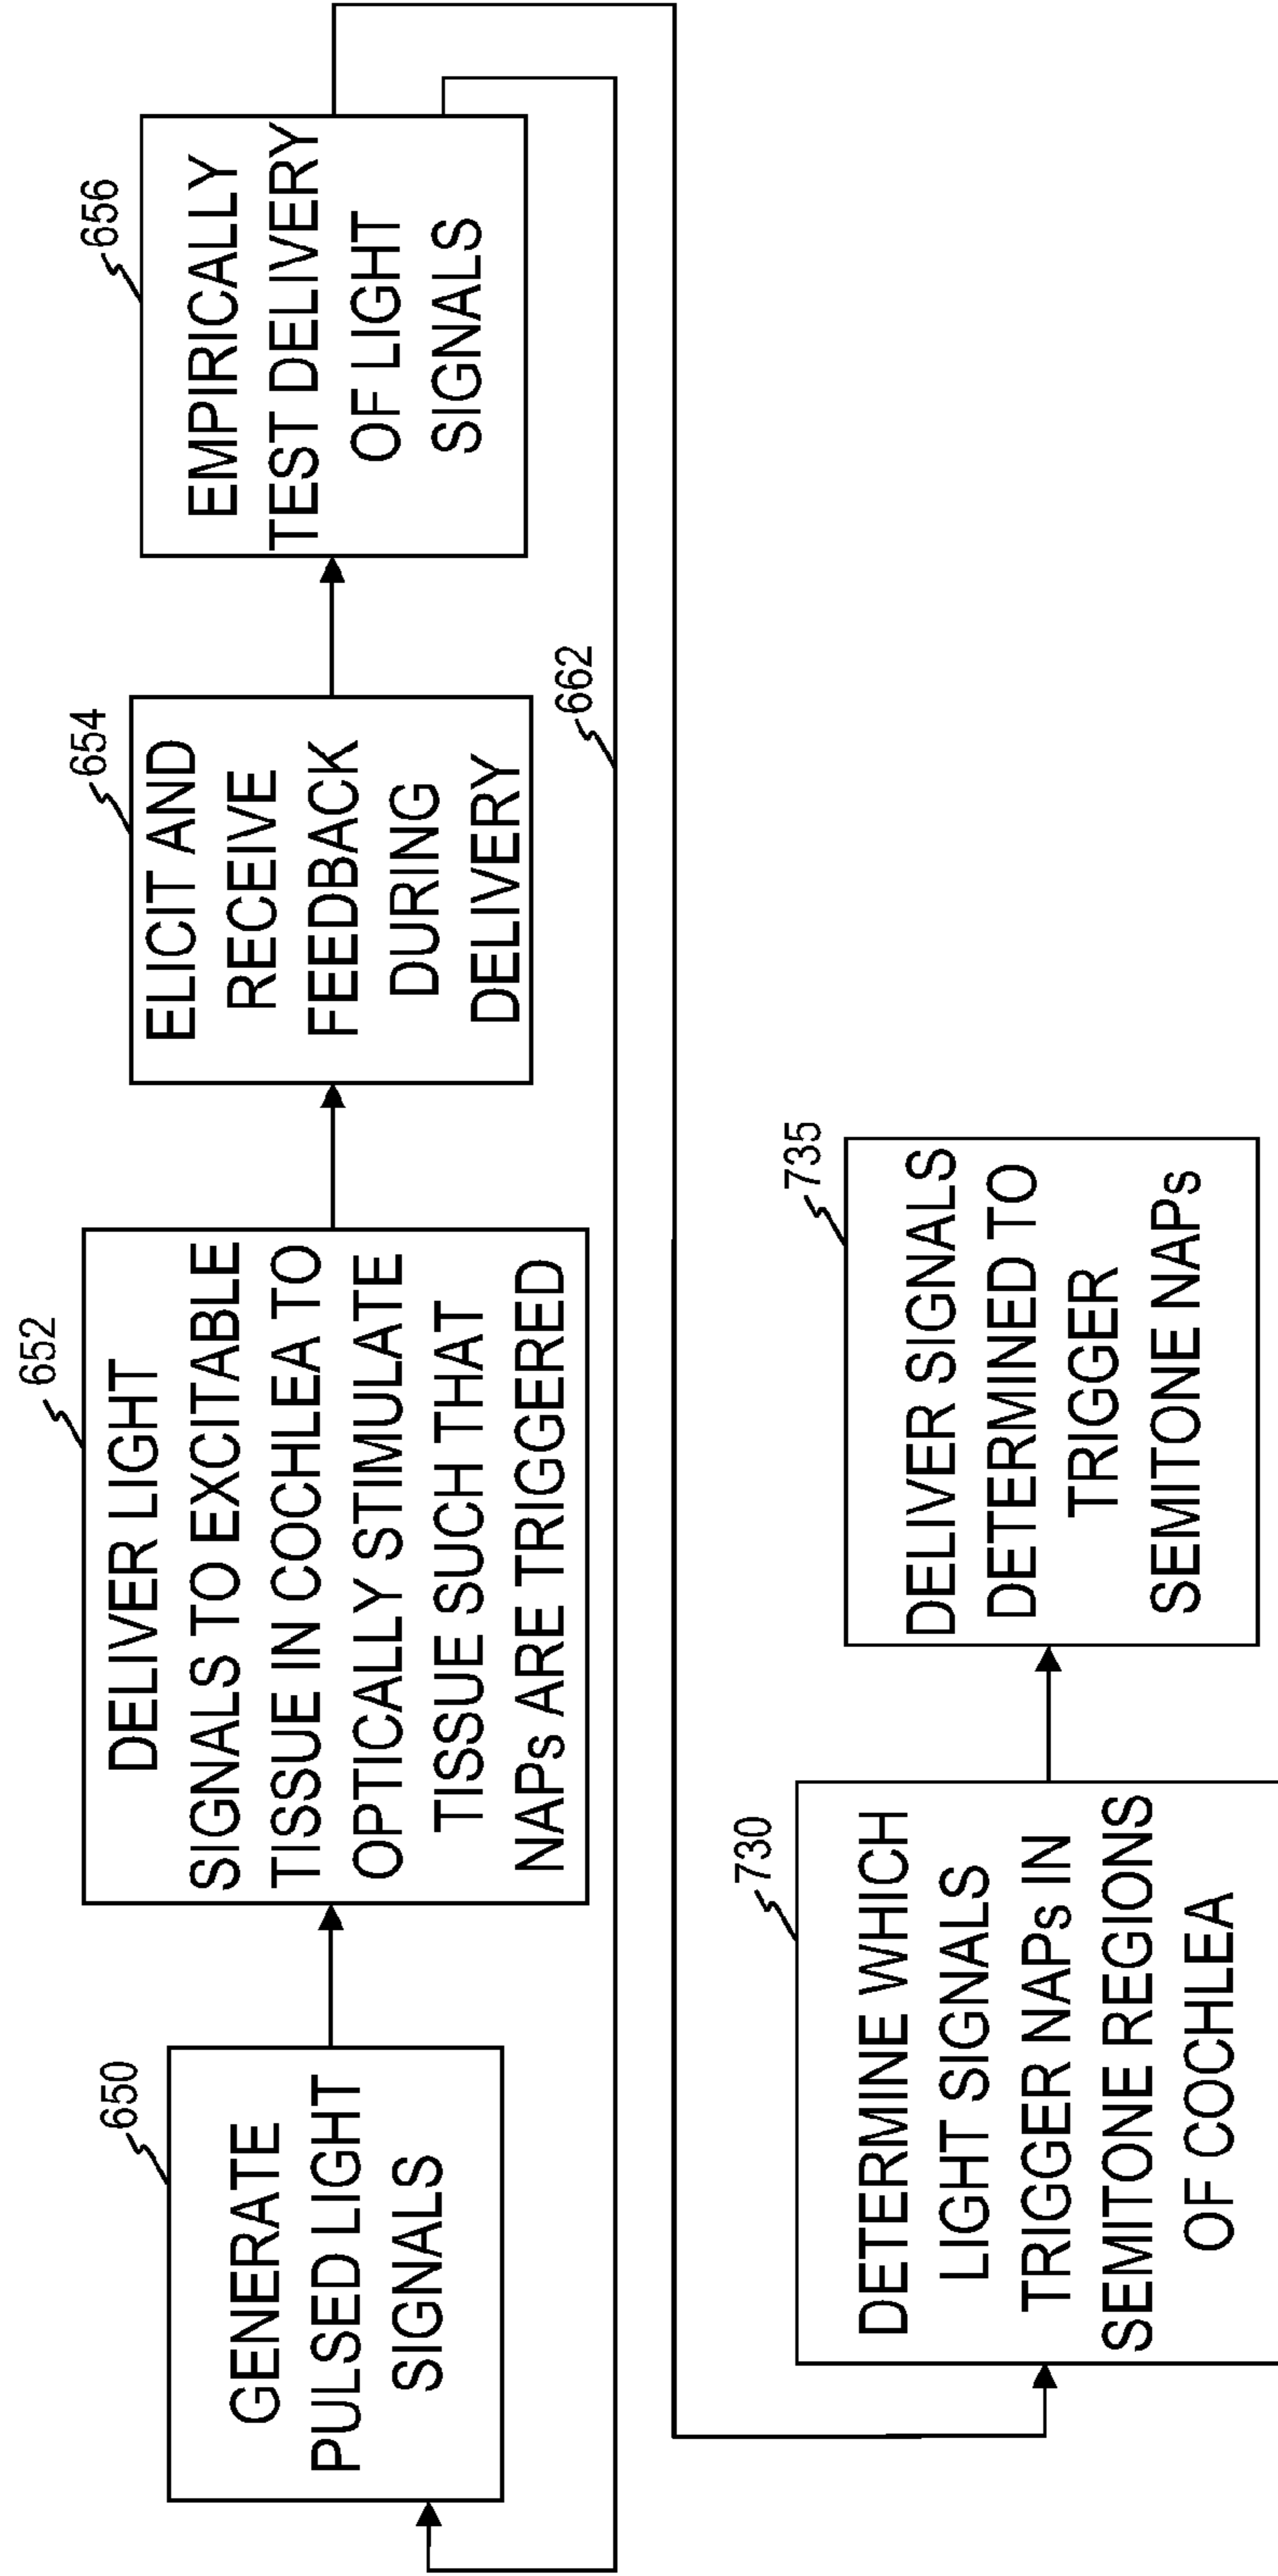 650
GENERATE
PULSED LIGHT
SIGNALS
652
DELIVER LIGHT
SIGNALS TO EXCITABLE
TISSUE IN COCHLEA TO
OPTICALLY STIMULATE
TISSUE SUCH THAT
NAPs ARE TRIGGERED
654
ELICIT AND
RECEIVE
FEEDBACK
DURING
DELIVERY
656
EMPIRICALLY
TEST DELIVERY
OF LIGHT
SIGNALS
662
730
DETERMINE WHICH
LIGHT SIGNALS
TRIGGER NAPs IN
SEMITONE REGIONS
OF COCHLEA
735
DELIVER SIGNALS
DETERMINED TO
TRIGGER
SEMITONE NAPs